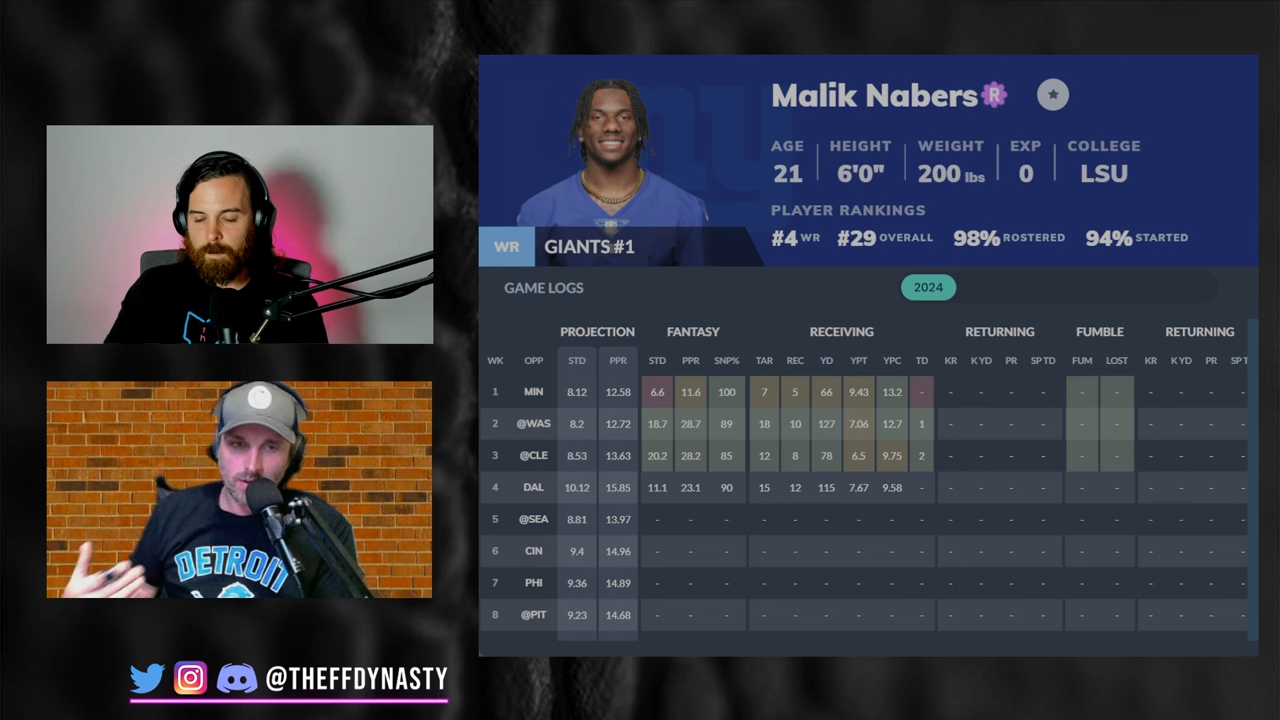 Malik Nabers R
AGE HEIGHT WEIGHT EXP COLLEGE
21 6'0" 200 lbs 0 LSU
PLAYER RANKINGS
#4 WR #29 OVERALL 98% ROSTERED 94% STARTED
WR GIANTS #1
GAME LOGS 2024
PROJECTION FANTASY RECEIVING RETURNING FUMBLE RETURNING
WK OPP STD PPR STD PPR SNP% TAR REC YD YPT YPC TD KR K YD PR SP TD FUM LOST KR K YD PR SP T
1 MIN 8.12 12.58 6.6 11.6 100 7 5 66 9.43 13.2 - - - - - - - - -
2 @WAS 8.2 12.72 18.7 28.7 89 18 10 127 7.06 12.7 1 - - - - - - - -
3 @CLE 8.53 13.63 20.2 28.2 85 12 8 78 6.5 9.75 2 - - - - - - - -
4 DAL 10.12 15.85 11.1 23.1 90 15 12 115 7.67 9.58 - - - - - - - - - - -
5 @SEA 8.81 13.97 - - - - - - - - - - - - - - - - - - -
6 CIN 9.4 14.96 - - - - - - - - - - - - - - - - - - -
7 PHI 9.36 14.89 - - - - - - - - - - - - - - - - - - -
8 @PIT 9.23 14.68 - - - - - - - - - - - - - - - - - - -
DETROIT
@THEFFDYNASTY